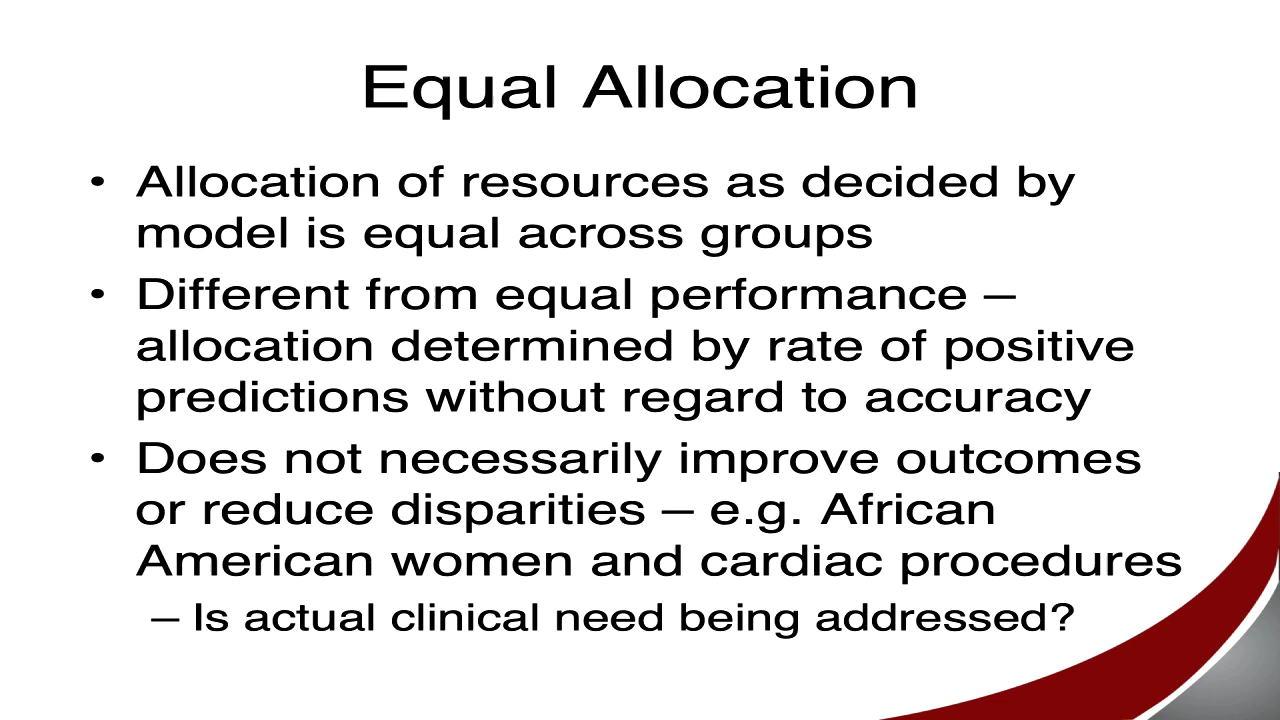 Equal Allocation
• Allocation of resources as decided by
model is equal across groups
• Different from equal performance –
allocation determined by rate of positive
predictions without regard to accuracy
• Does not necessarily improve outcomes
or reduce disparities – e.g. African
American women and cardiac procedures
– Is actual clinical need being addressed?